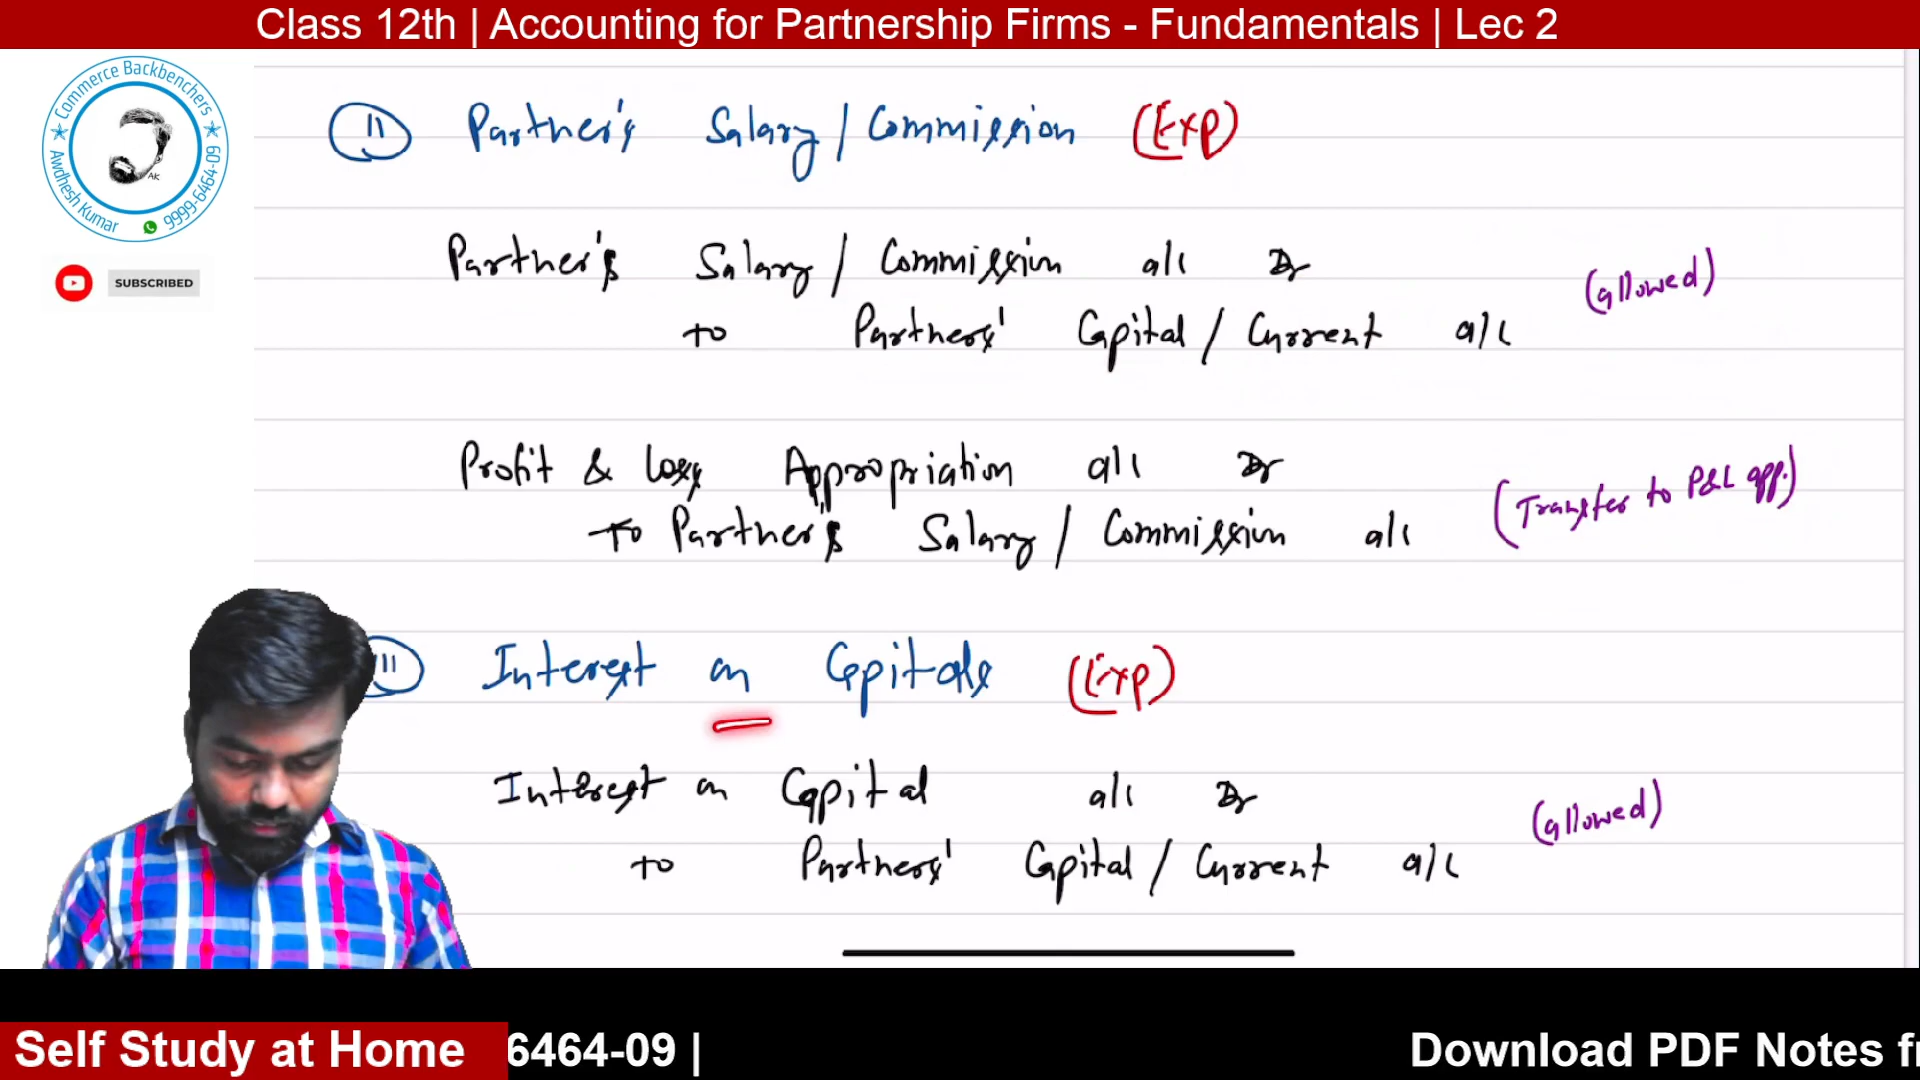 Class 12th | Accounting for Partnership Firms - Fundamentals | Lec 2
Commerce Backbenchers
Awdhesh Kumar
9999-6464-09
AK
SUBSCRIBED
II Partner's Salary / Commission (Exp)
Partner's Salary / Commission a/c Dr
to Partners' Capital / Current a/c
(allowed)
Profit & Loss Appropriation a/c Dr
To Partner's Salary / Commission a/c
(Transfer to P&L app.)
III Interest on Capitals (Exp)
Interest on Capital a/c Dr
to Partners' Capital / Current a/c
(allowed)
Self Study at Home
6464-09 |
Download PDF Notes fr